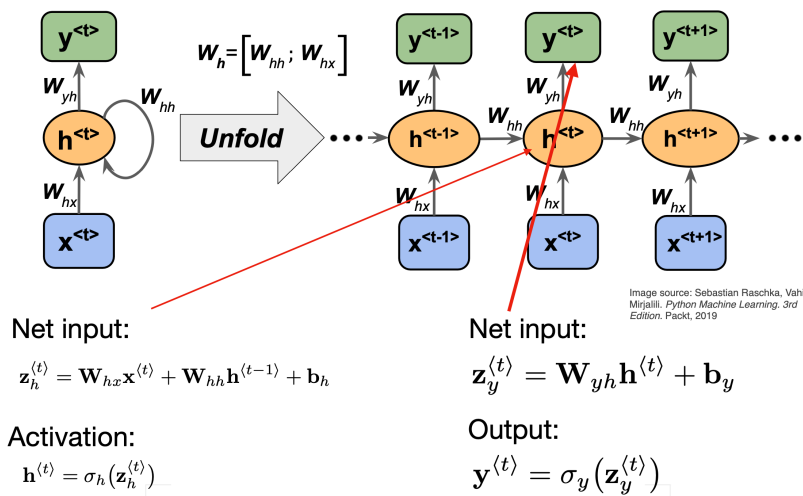 y<t>
W_yh
W_hh
h<t>
W_hx
x<t>
W_h = [W_hh ; W_hx]
Unfold
y<t-1> y<t> y<t+1>
W_yh W_yh W_yh
W_hh W_hh W_hh
h<t-1> h<t> h<t+1>
W_hx W_hx W_hx
x<t-1> x<t> x<t+1>
Image source: Sebastian Raschka, Vahi
Mirjalili. Python Machine Learning. 3rd
Edition. Packt, 2019
Net input:
z_h^⟨t⟩ = W_hx x^⟨t⟩ + W_hh h^⟨t−1⟩ + b_h
Activation:
h^⟨t⟩ = σ_h(z_h^⟨t⟩)
Net input:
z_y^⟨t⟩ = W_yh h^⟨t⟩ + b_y
Output:
y^⟨t⟩ = σ_y(z_y^⟨t⟩)